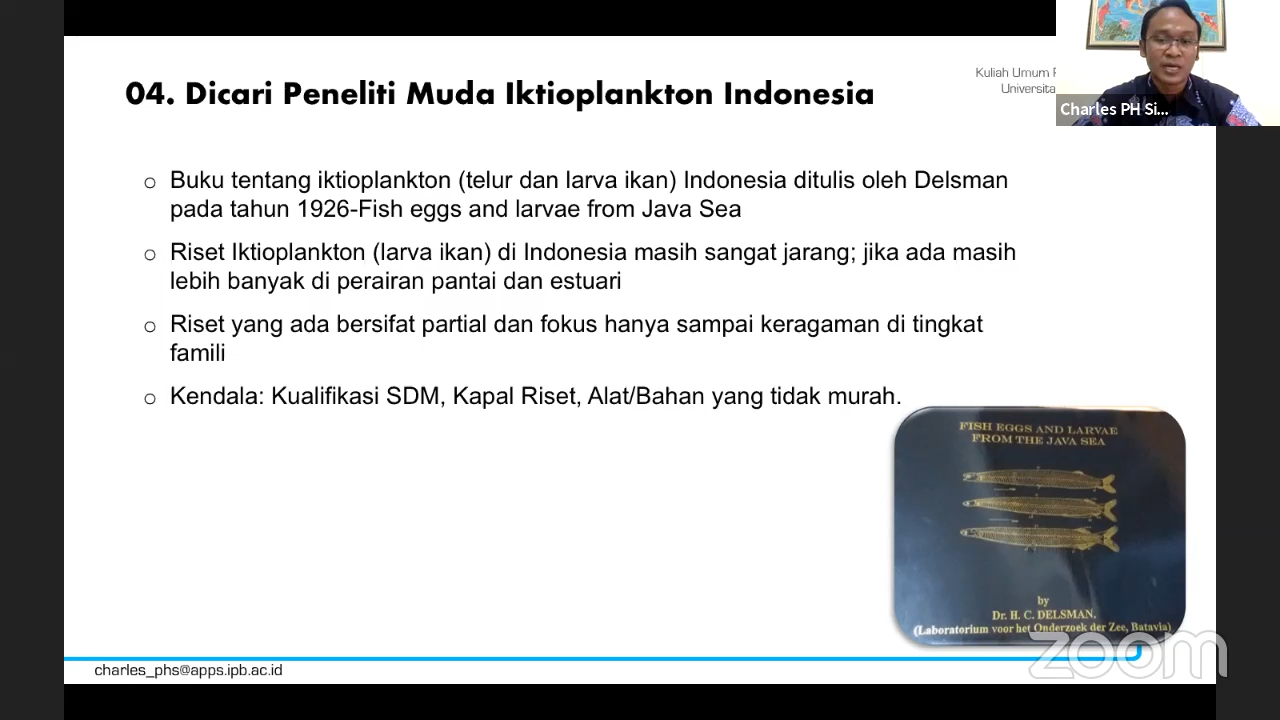 04. Dicari Peneliti Muda Iktioplankton Indonesia
Kuliah Umum
Charles PH Si...
o Buku tentang iktioplankton (telur dan larva ikan) Indonesia ditulis oleh Delsman
pada tahun 1926-Fish eggs and larvae from Java Sea
o Riset Iktioplankton (larva ikan) di Indonesia masih sangat jarang; jika ada masih
lebih banyak di perairan pantai dan estuari
o Riset yang ada bersifat partial dan fokus hanya sampai keragaman di tingkat
famili
o Kendala: Kualifikasi SDM, Kapal Riset, Alat/Bahan yang tidak murah.
FISH EGGS AND LARVAE
FROM THE JAVA SEA
by
Dr. H. C. DELSMAN.
(Laboratorium voor het Onderzoek der Zee, Batavia)
zoom
charles_phs@apps.ipb.ac.id